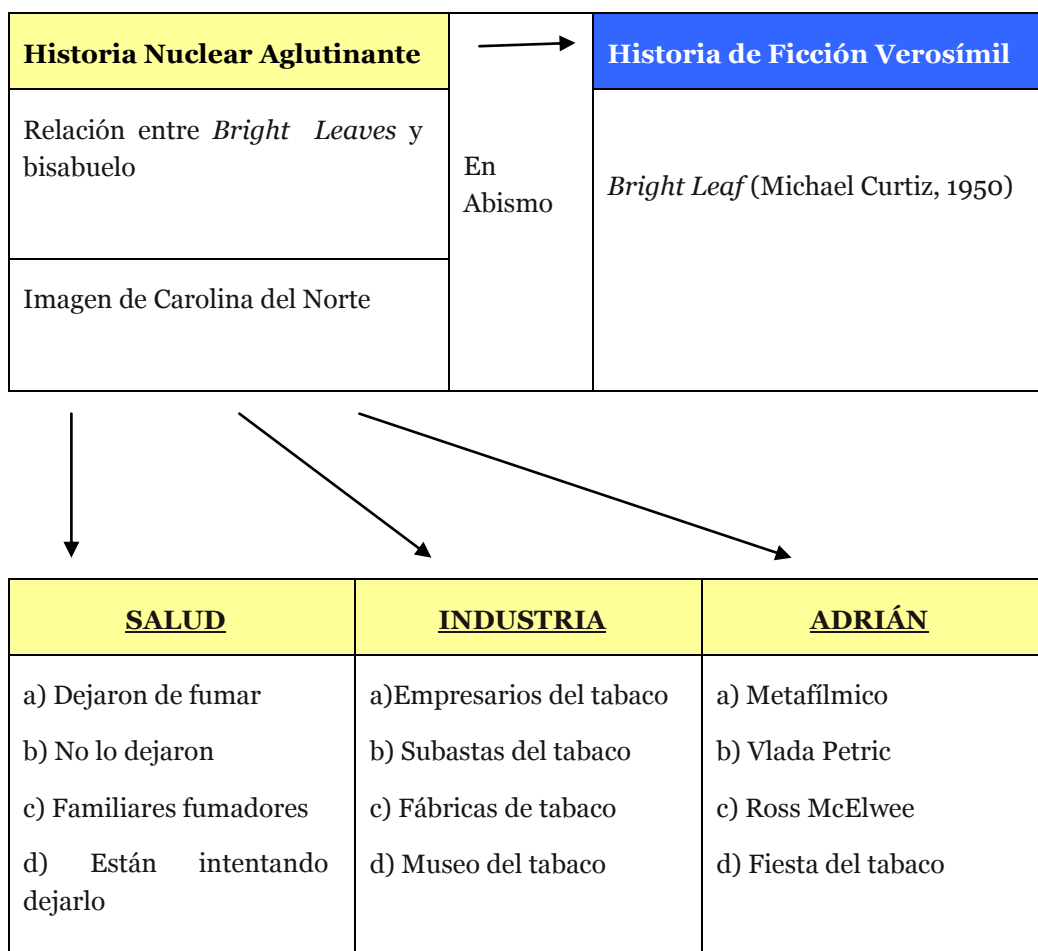 Historia Nuclear Aglutinante
Historia de Ficción Verosímil
Relación entre Bright Leaves y
bisabuelo
En
Abismo
Bright Leaf (Michael Curtiz, 1950)
Imagen de Carolina del Norte
SALUD
INDUSTRIA
ADRIÁN
a) Dejaron de fumar
b) No lo dejaron
c) Familiares fumadores
d) Están intentando
dejarlo
a)Empresarios del tabaco
b) Subastas del tabaco
c) Fábricas de tabaco
d) Museo del tabaco
a) Metafílmico
b) Vlada Petric
c) Ross McElwee
d) Fiesta del tabaco